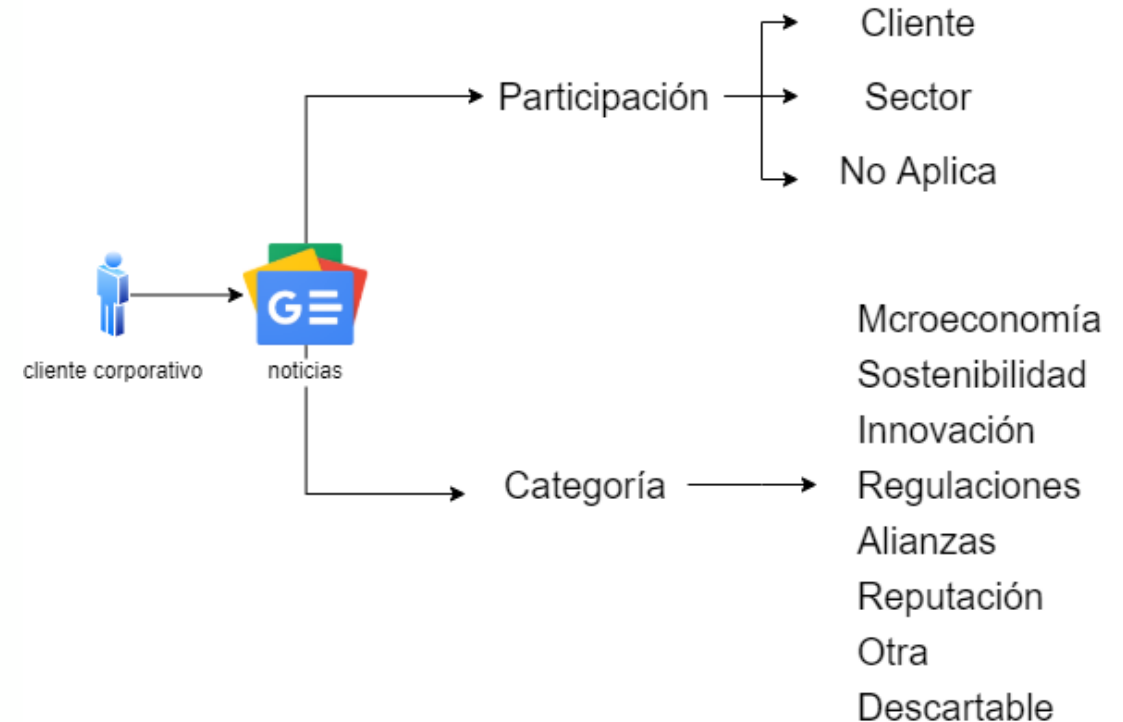 Cliente
Participación
Sector
No Aplica
cliente corporativo
G
noticias
Categoría
Mcroeconomía
Sostenibilidad
Innovación
Regulaciones
Alianzas
Reputación
Otra
Descartable